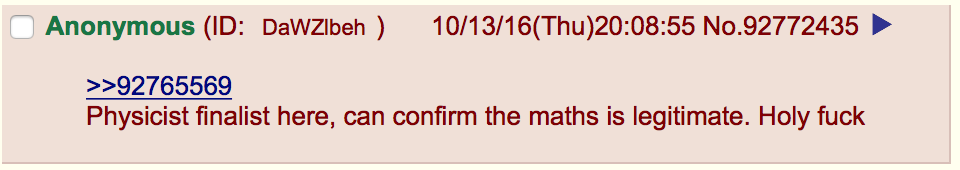 Anonymous (ID: DaWZlbeh ) 10/13/16(Thu)20:08:55 No.92772435
>>92765569
Physicist finalist here, can confirm the maths is legitimate. Holy fuck